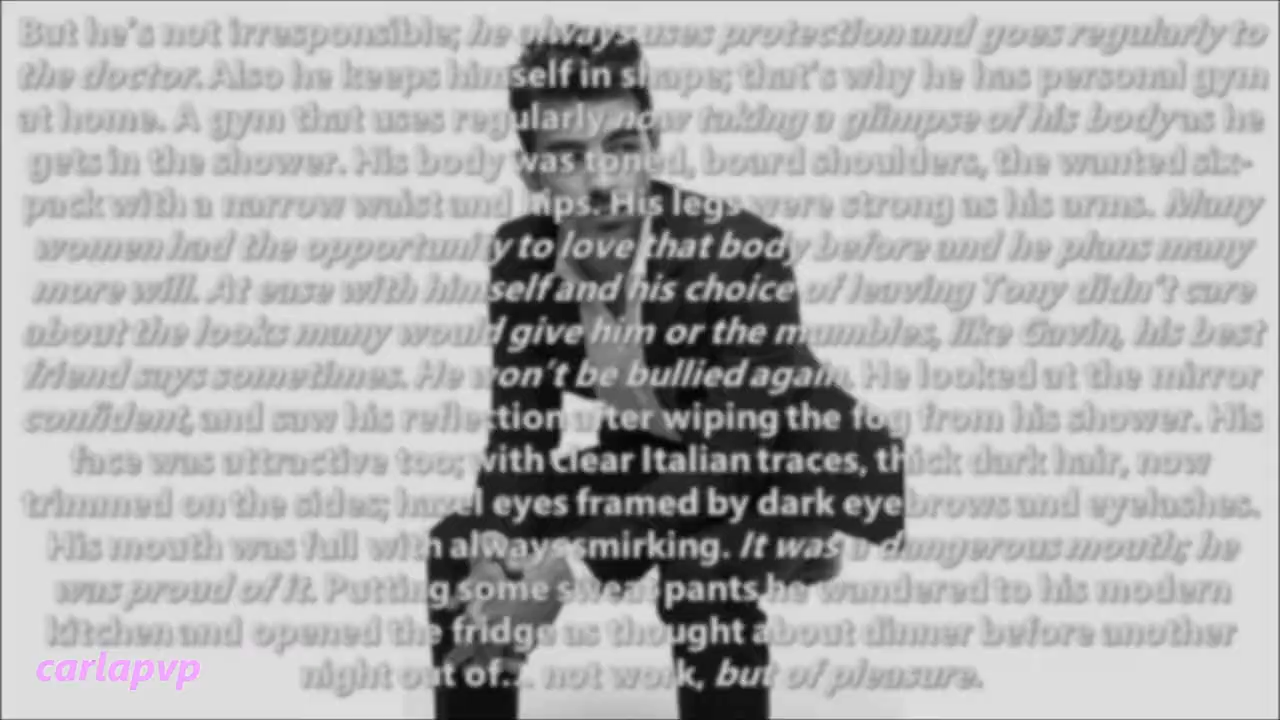 But he's not irresponsible; he always uses protection and goes regularly to
the doctor. Also he keeps himself in shape; that's why he has personal gym
at home. A gym that uses regularly now taking a glimpse of his body as he
gets in the shower. His body was toned, board shoulders, the wanted six-
pack with a narrow waist and hips. His legs were strong as his arms. Many
women had the opportunity to love that body before and he plans many
more will. At ease with himself and his choice of leaving Tony didn't care
about the looks many would give him or the mumbles, like Gavin, his best
friend says sometimes. He won't be bullied again. He looked at the mirror
confident, and saw his reflection after wiping the fog from his shower. His
face was attractive too; with clear Italian traces, thick dark hair, now
trimmed on the sides; hazel eyes framed by dark eyebrows and eyelashes.
His mouth was full with always smirking. It was a dangerous mouth; he
was proud of it. Putting some sweat pants he wandered to his modern
kitchen and opened the fridge as thought about dinner before another
night out of... not work, but of pleasure.
carlapvp